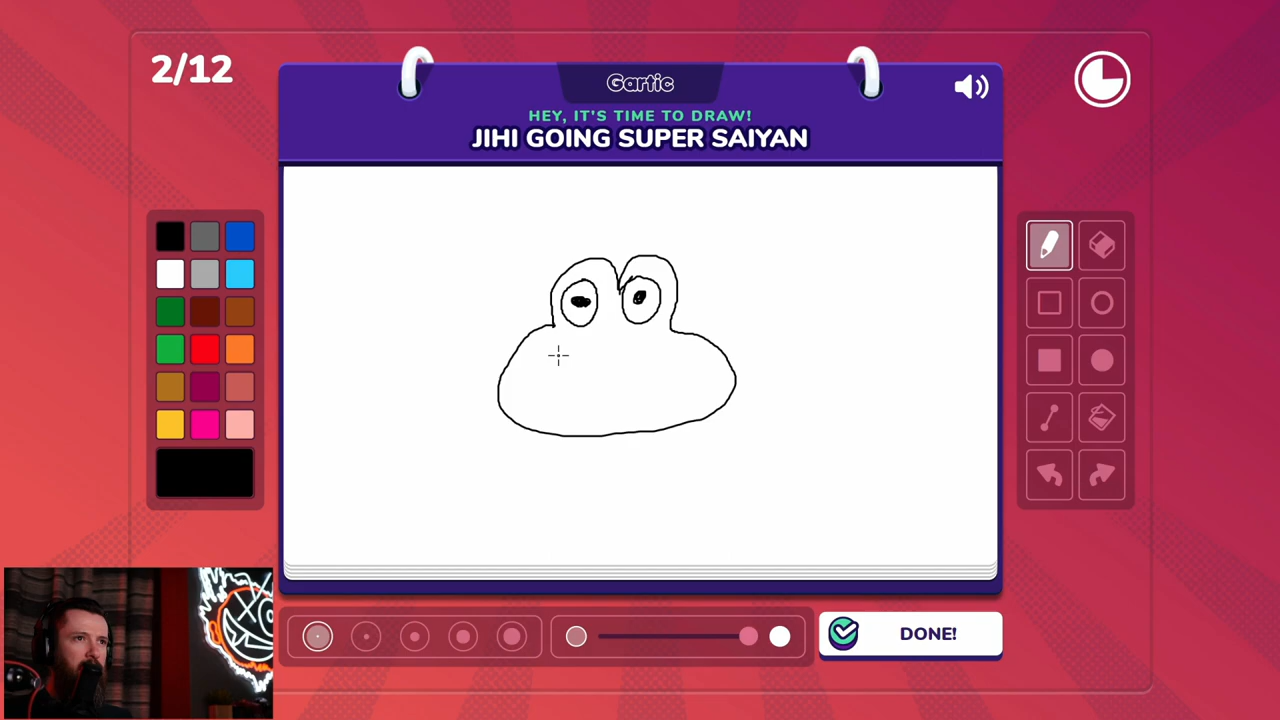 2/12
Gartic
HEY, IT'S TIME TO DRAW!
JIHI GOING SUPER SAIYAN
DONE!